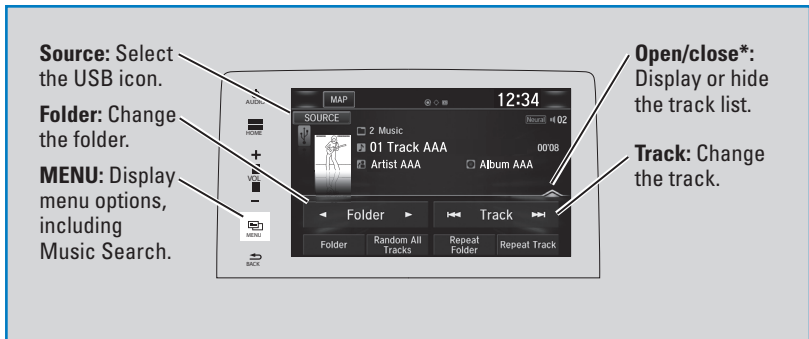 Source: Select
the USB icon.
Folder: Change
the folder.
MENU: Display
menu options,
including
Music Search.
AUDIO
HOME
+
VOL
−
MENU
BACK
MAP
12:34
SOURCE
Neural
02
2 Music
01 Track AAA
00'08
Artist AAA
Album AAA
Folder
Track
Folder
Random All
Tracks
Repeat
Folder
Repeat Track
Open/close*:
Display or hide
the track list.
Track: Change
the track.